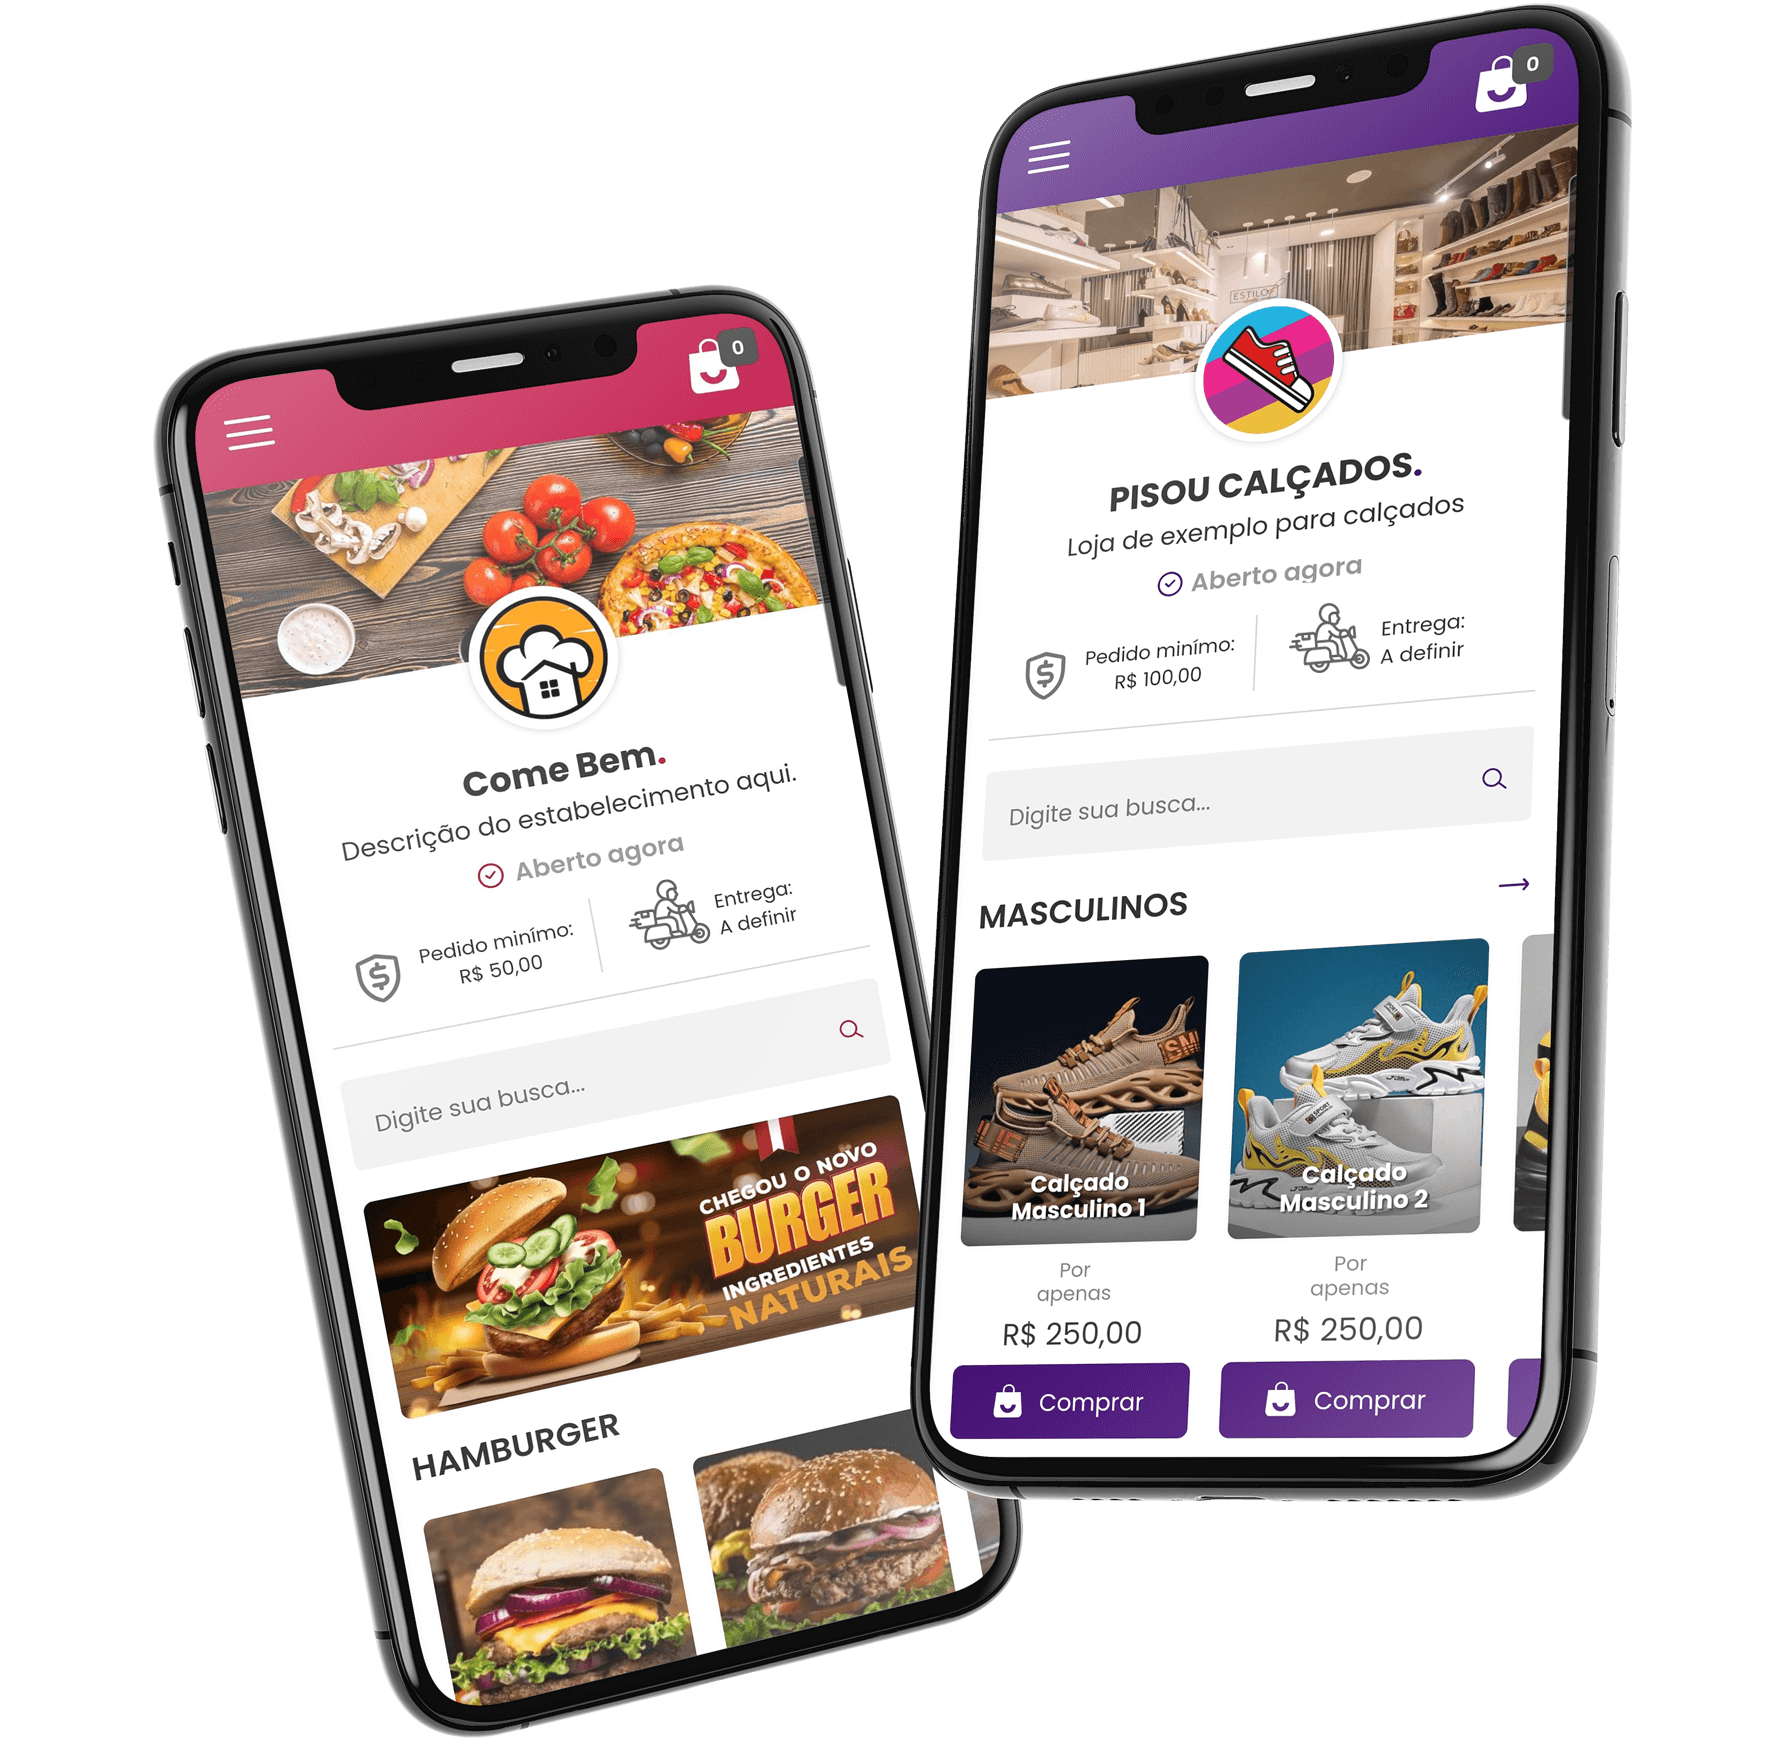 0
Come Bem.
Descrição do estabelecimento aqui.
Aberto agora
Pedido minímo:
R$ 50,00
Entrega:
A definir
Digite sua busca...
CHEGOU O NOVO
BURGER
INGREDIENTES
NATURAIS
HAMBURGER
0
ESTILO
PISOU CALÇADOS.
Loja de exemplo para calçados
Aberto agora
Pedido minímo:
R$ 100,00
Entrega:
A definir
Digite sua busca...
MASCULINOS
Calçado
Masculino 1
Por
apenas
R$ 250,00
Comprar
SPORT
Calçado
Masculino 2
Por
apenas
R$ 250,00
Comprar